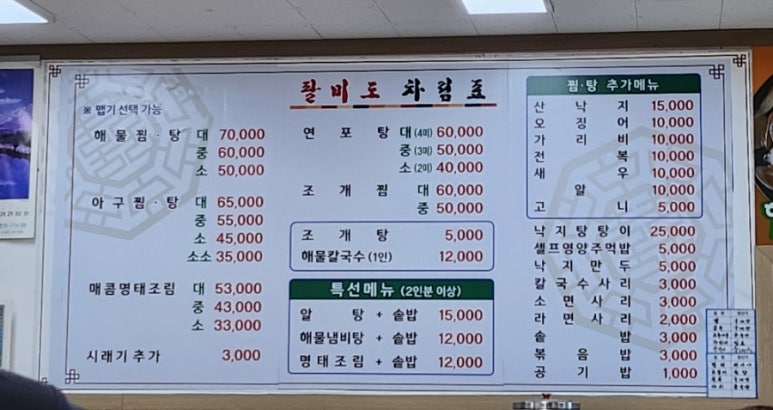 팔미도 차림표
※ 맵기 선택 가능
해물찜·탕 대 70,000
중 60,000
소 50,000
아구찜·탕 대 65,000
중 55,000
소 45,000
소소 35,000
매콤명태조림 대 53,000
중 43,000
소 33,000
시래기 추가 3,000
연포탕 대(4미) 60,000
중(3미) 50,000
소(2미) 40,000
조개찜 대 60,000
중 50,000
조개탕 5,000
해물칼국수 (1인) 12,000
특선메뉴 (2인분 이상)
알탕 + 솥밥 15,000
해물냄비탕 + 솥밥 12,000
명태조림 + 솥밥 12,000
찜·탕 추가메뉴
산낙지 15,000
오징어 10,000
가리비 10,000
전복 10,000
새우 10,000
알 10,000
고니 5,000
낙지탕탕이 25,000
셀프영양주먹밥 5,000
낙지만두 5,000
칼국수사리 3,000
소면사리 3,000
라면사리 2,000
솥밥 3,000
볶음밥 3,000
공기밥 1,000